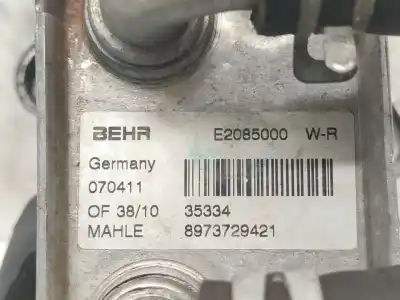 BEHR E2085000 W-R
Germany
070411
OF 38/10 35334
MAHLE 8973729421